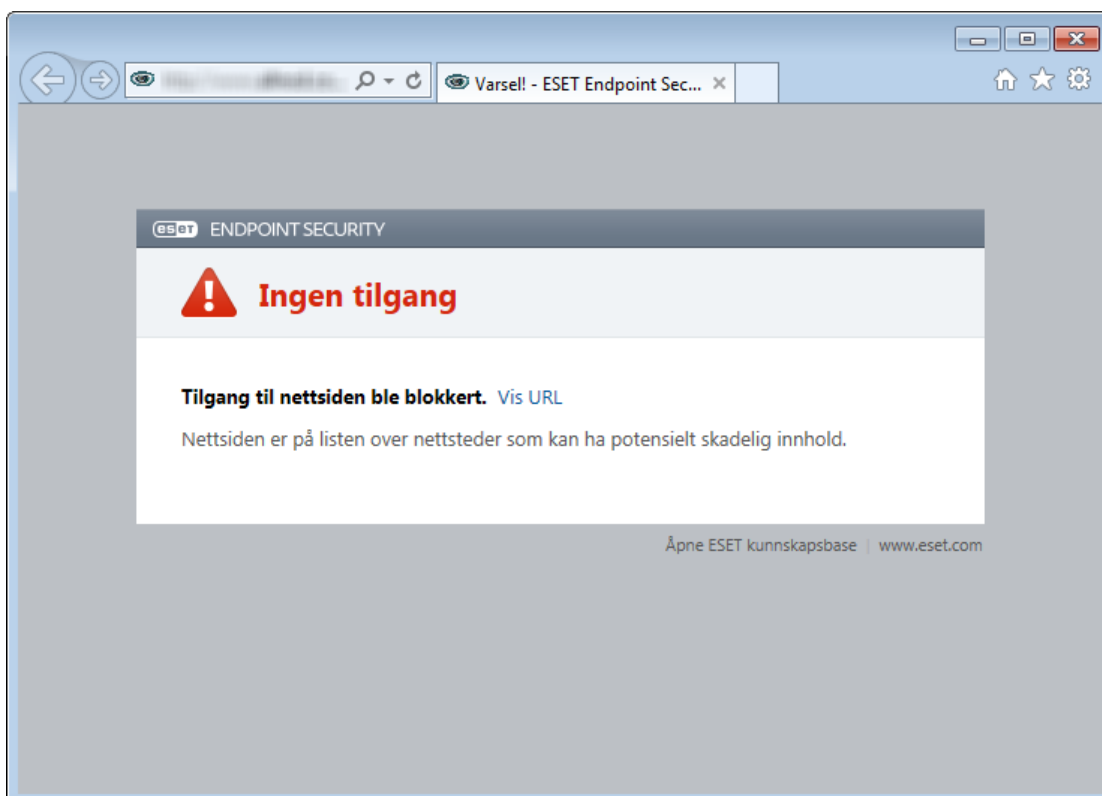 Varsel! - ESET Endpoint Sec...
eset ENDPOINT SECURITY
Ingen tilgang
Tilgang til nettsiden ble blokkert. Vis URL
Nettsiden er på listen over nettsteder som kan ha potensielt skadelig innhold.
Åpne ESET kunnskapsbase | www.eset.com